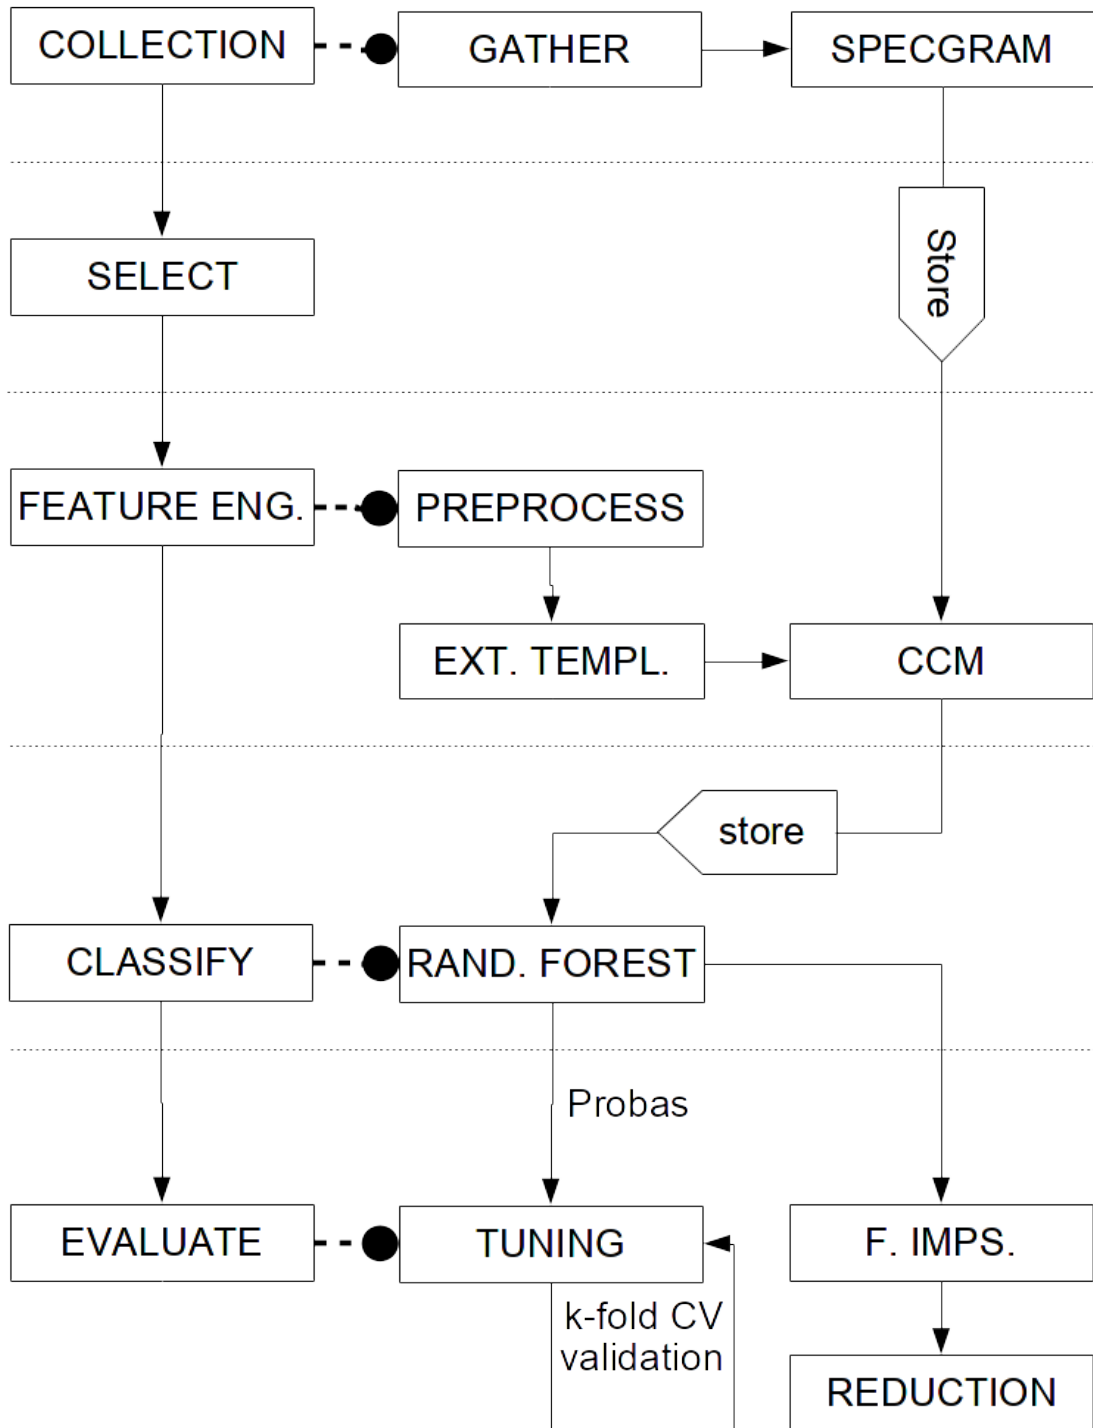 COLLECTION
GATHER
SPECGRAM
Store
SELECT
FEATURE ENG.
PREPROCESS
EXT. TEMPL.
CCM
store
CLASSIFY
RAND. FOREST
Probas
EVALUATE
TUNING
F. IMPS.
k-fold CV
validation
REDUCTION